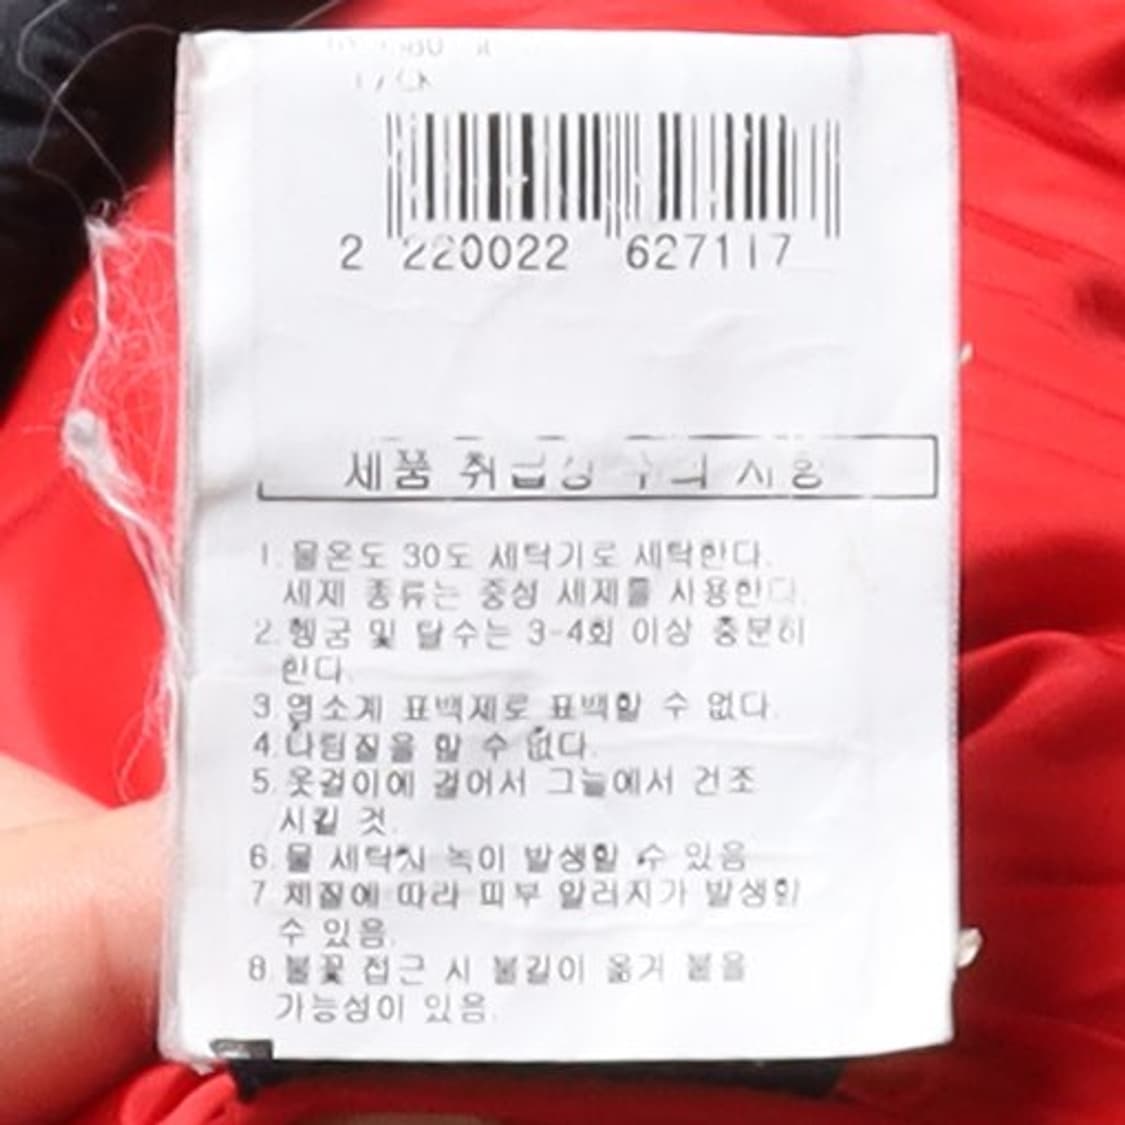 2 220022 627117
세품 취급상 주의 사항
1. 물온도 30도 세탁기로 세탁한다.
세제 종류는 중성 세제를 사용한다.
2. 헹굼 및 탈수는 3-4회 이상 충분히
한다.
3. 염소계 표백제로 표백할 수 없다.
4. 다림질을 할 수 없다.
5. 옷걸이에 걸어서 그늘에서 건조
시킬 것.
6. 물 세탁시 녹이 발생할 수 있음
7. 체질에 따라 피부 알러지가 발생할
수 있음.
8. 불꽃 접근 시 불길이 옮겨 붙을
가능성이 있음.